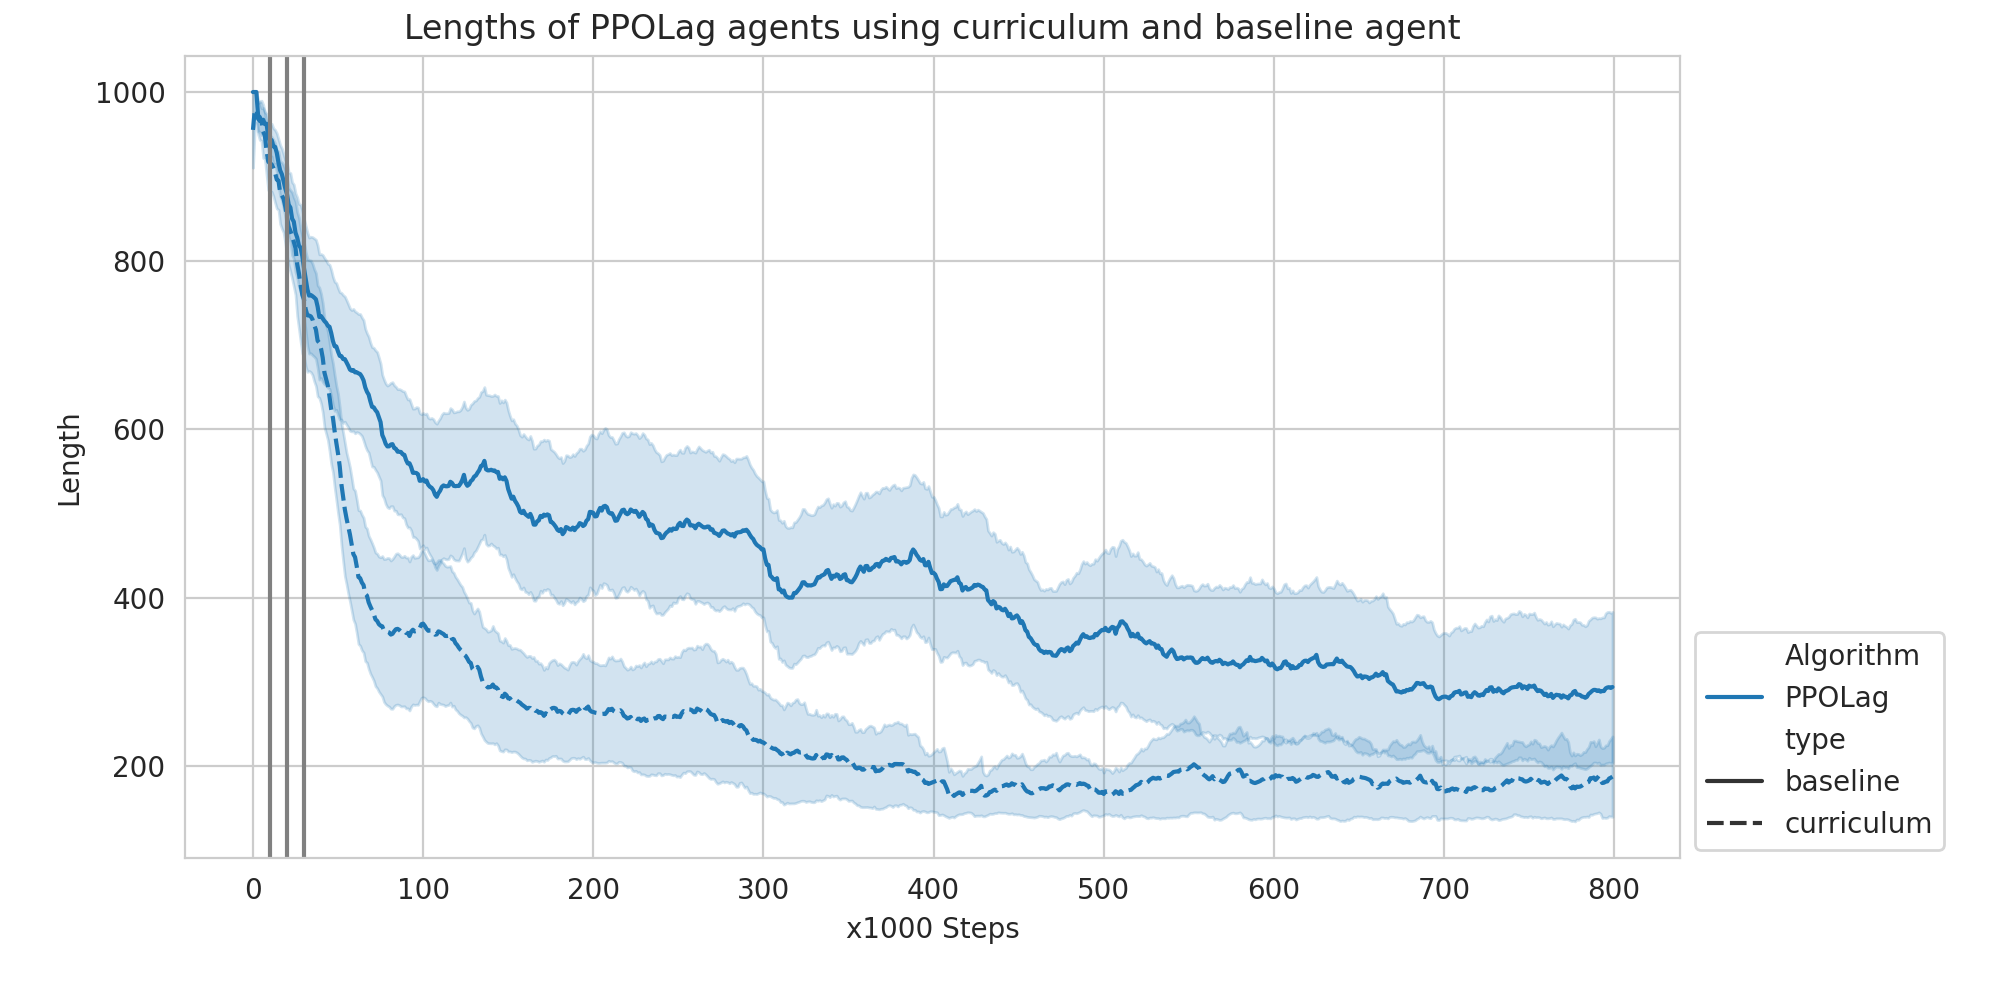 Lengths of PPOLag agents using curriculum and baseline agent
1000
800
600
400
200
Length
0 100 200 300 400 500 600 700 800
x1000 Steps
Algorithm
PPOLag
type
baseline
curriculum